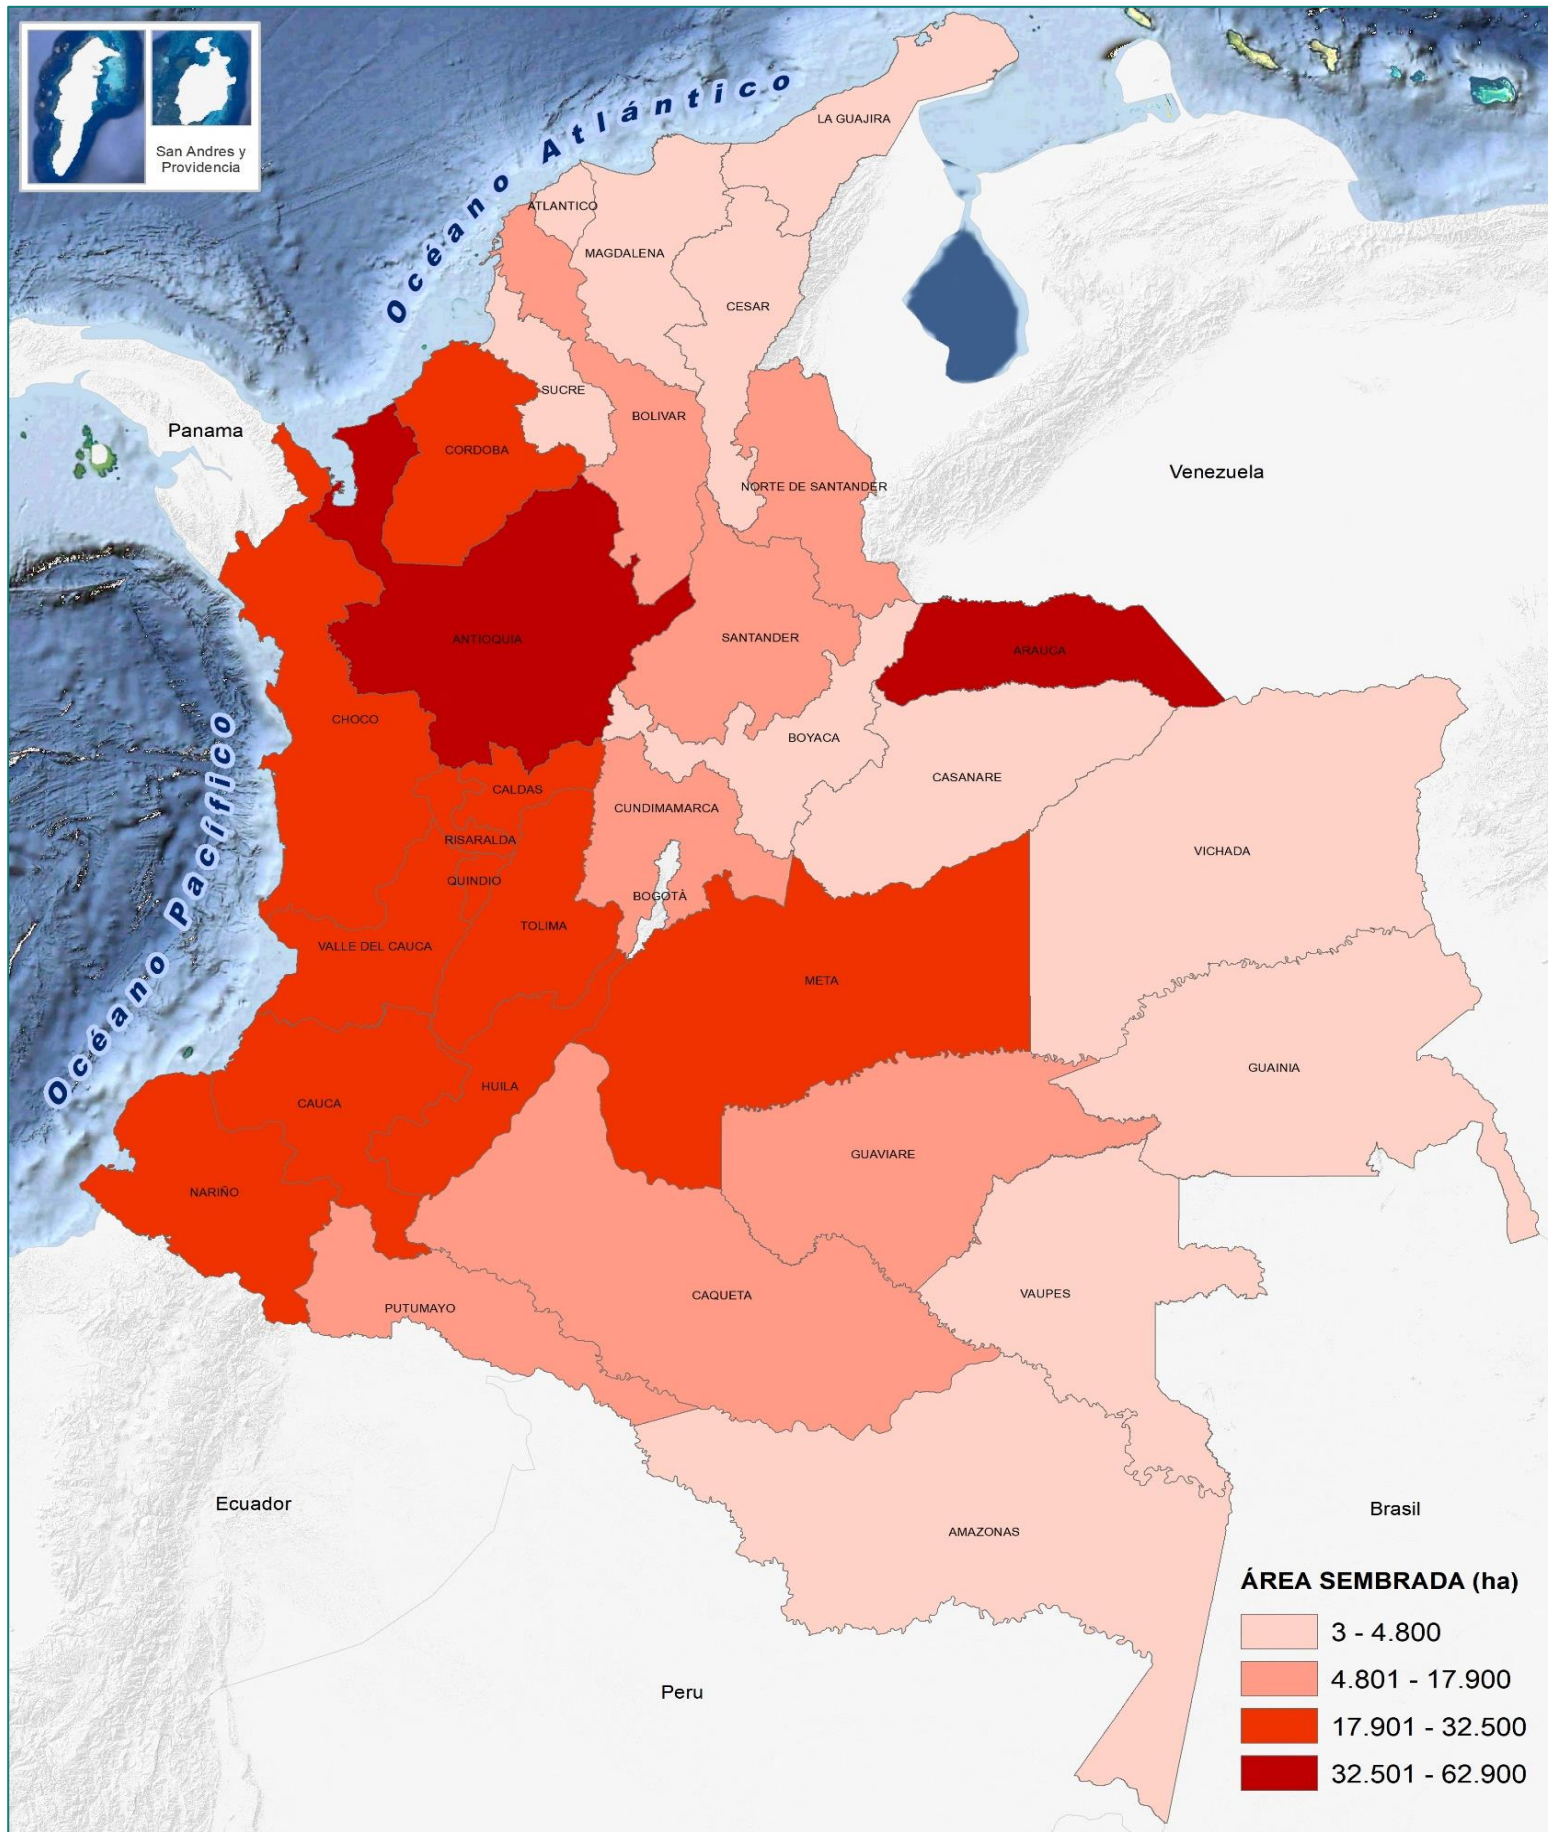 San Andres y
Providencia
Océano Atlántico
LA GUAJIRA
ATLANTICO
MAGDALENA
CESAR
SUCRE
BOLIVAR
Panama
CORDOBA
Venezuela
NORTE DE SANTANDER
ANTIOQUIA
SANTANDER
ARAUCA
CHOCO
BOYACA
CASANARE
CALDAS
CUNDIMAMARCA
RISARALDA
VICHADA
QUINDIO
BOGOTÀ
TOLIMA
VALLE DEL CAUCA
Océano Pacífico
META
GUAINIA
HUILA
CAUCA
GUAVIARE
NARIÑO
VAUPES
CAQUETA
PUTUMAYO
Ecuador
Brasil
AMAZONAS
Peru
ÁREA SEMBRADA (ha)
3 - 4.800
4.801 - 17.900
17.901 - 32.500
32.501 - 62.900